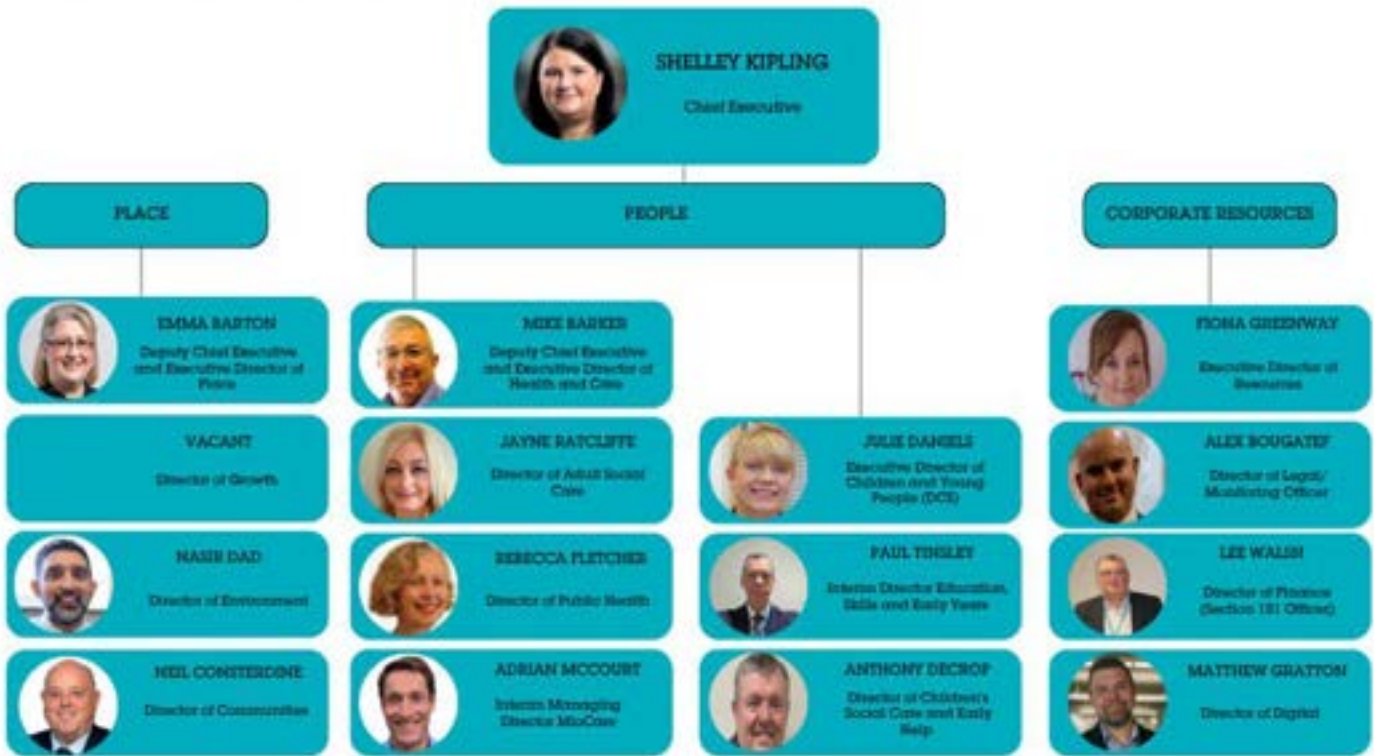 SHELLEY KIPLING
Chief Executive
PLACE
PEOPLE
CORPORATE RESOURCES
EMMA BARTON
Deputy Chief Executive
and Executive Director of
Place
VACANT
Director of Growth
NASIR DAD
Director of Environment
NEIL CONSTERDINE
Director of Communities
MIKE BARKER
Deputy Chief Executive
and Executive Director of
Health and Care
JAYNE RATCLIFFE
Director of Adult Social
Care
REBECCA FLETCHER
Director of Public Health
ADRIAN MCCOURT
Interim Managing
Director MioCare
JULIE DANIELS
Executive Director of
Children and Young
People (DCS)
PAUL TINSLEY
Interim Director Education,
Skills and Early Years
ANTHONY DECROP
Director of Children's
Social Care and Early
Help
FIONA GREENWAY
Executive Director of
Resources
ALEX BOUGATEF
Director of Legal/
Monitoring Officer
LEE WALSH
Director of Finance
(Section 151 Officer)
MATTHEW GRATTON
Director of Digital